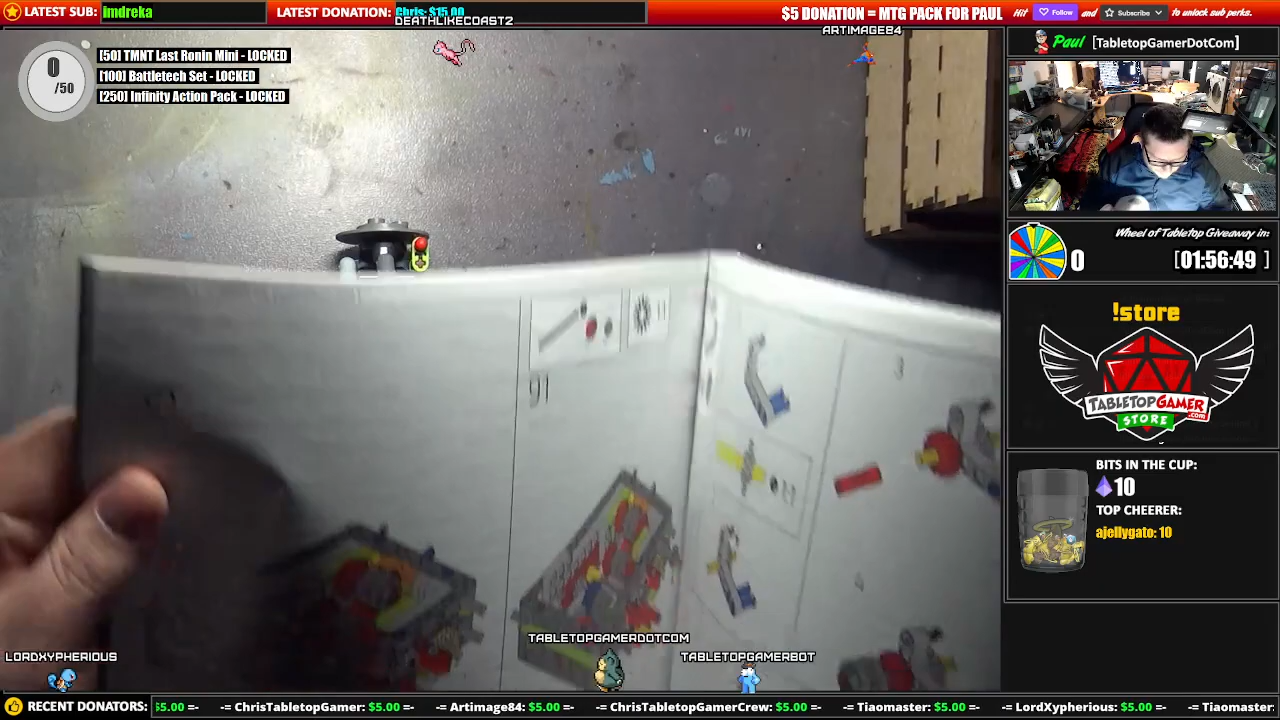 LATEST SUB: imdreka
LATEST DONATION: Chris: $15.00
DEATHLIKECOAST2
$5 DONATION = MTG PACK FOR PAUL
Hit Follow and Subscribe to unlock sub perks.
ARTIMAGE84
Paul [TabletopGamerDotCom]
0
/50
[50] TMNT Last Ronin Mini - LOCKED
[100] Battletech Set - LOCKED
[250] Infinity Action Pack - LOCKED
Wheel of Tabletop Giveaway in:
0 [01:56:49 ]
!store
TABLETOPGAMER.com
STORE
BITS IN THE CUP:
10
TOP CHEERER:
ajellygato: 10
91
3
4
TABLETOPGAMERDOTCOM
TABLETOPGAMERBOT
LORDXYPHERIOUS
RECENT DONATORS: $5.00 =- -= ChrisTabletopGamer: $5.00 =- -= Artimage84: $5.00 =- -= ChrisTabletopGamerCrew: $5.00 =- -= Tiaomaster: $5.00 =- -= LordXypherious: $5.00 =- -= Tiaomaster: